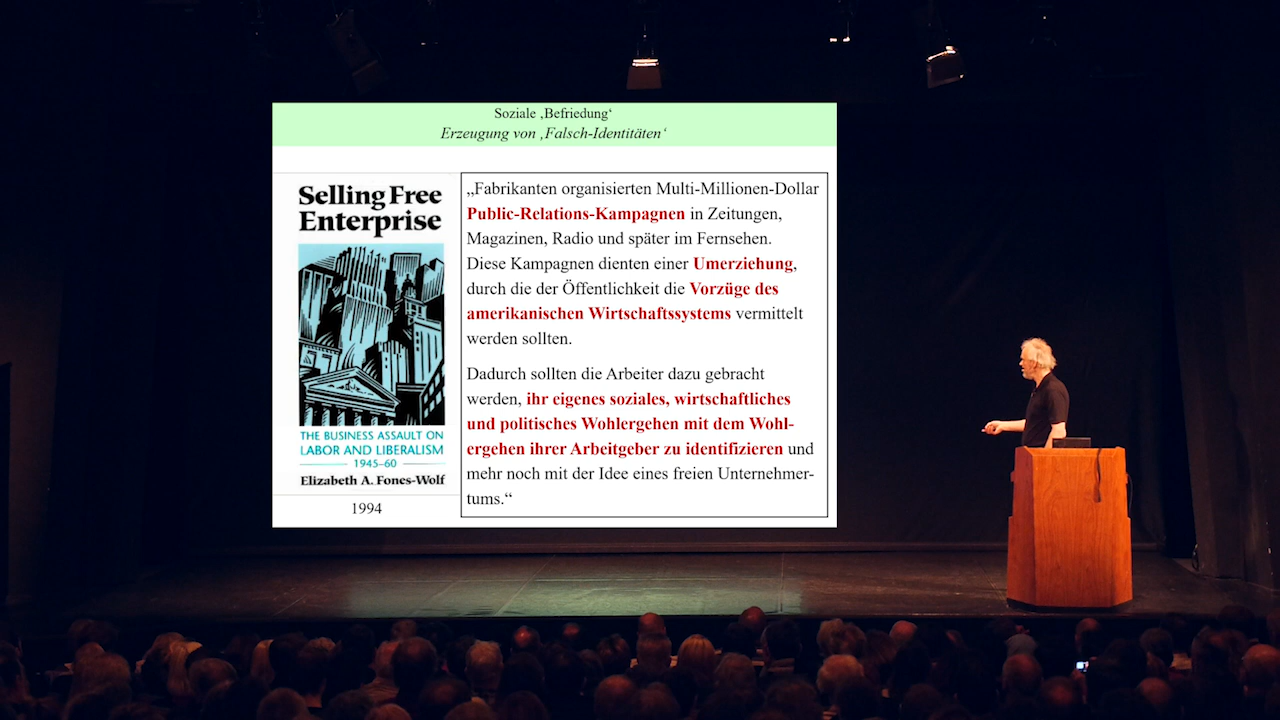 Soziale ‚Befriedung‘
Erzeugung von ‚Falsch-Identitäten‘
Selling Free
Enterprise
THE BUSINESS ASSAULT ON
LABOR AND LIBERALISM
1945–60
Elizabeth A. Fones-Wolf
1994
„Fabrikanten organisierten Multi-Millionen-Dollar
Public-Relations-Kampagnen in Zeitungen,
Magazinen, Radio und später im Fernsehen.
Diese Kampagnen dienten einer Umerziehung,
durch die der Öffentlichkeit die Vorzüge des
amerikanischen Wirtschaftssystems vermittelt
werden sollten.
Dadurch sollten die Arbeiter dazu gebracht
werden, ihr eigenes soziales, wirtschaftliches
und politisches Wohlergehen mit dem Wohl-
ergehen ihrer Arbeitgeber zu identifizieren und
mehr noch mit der Idee eines freien Unternehmer-
tums.“